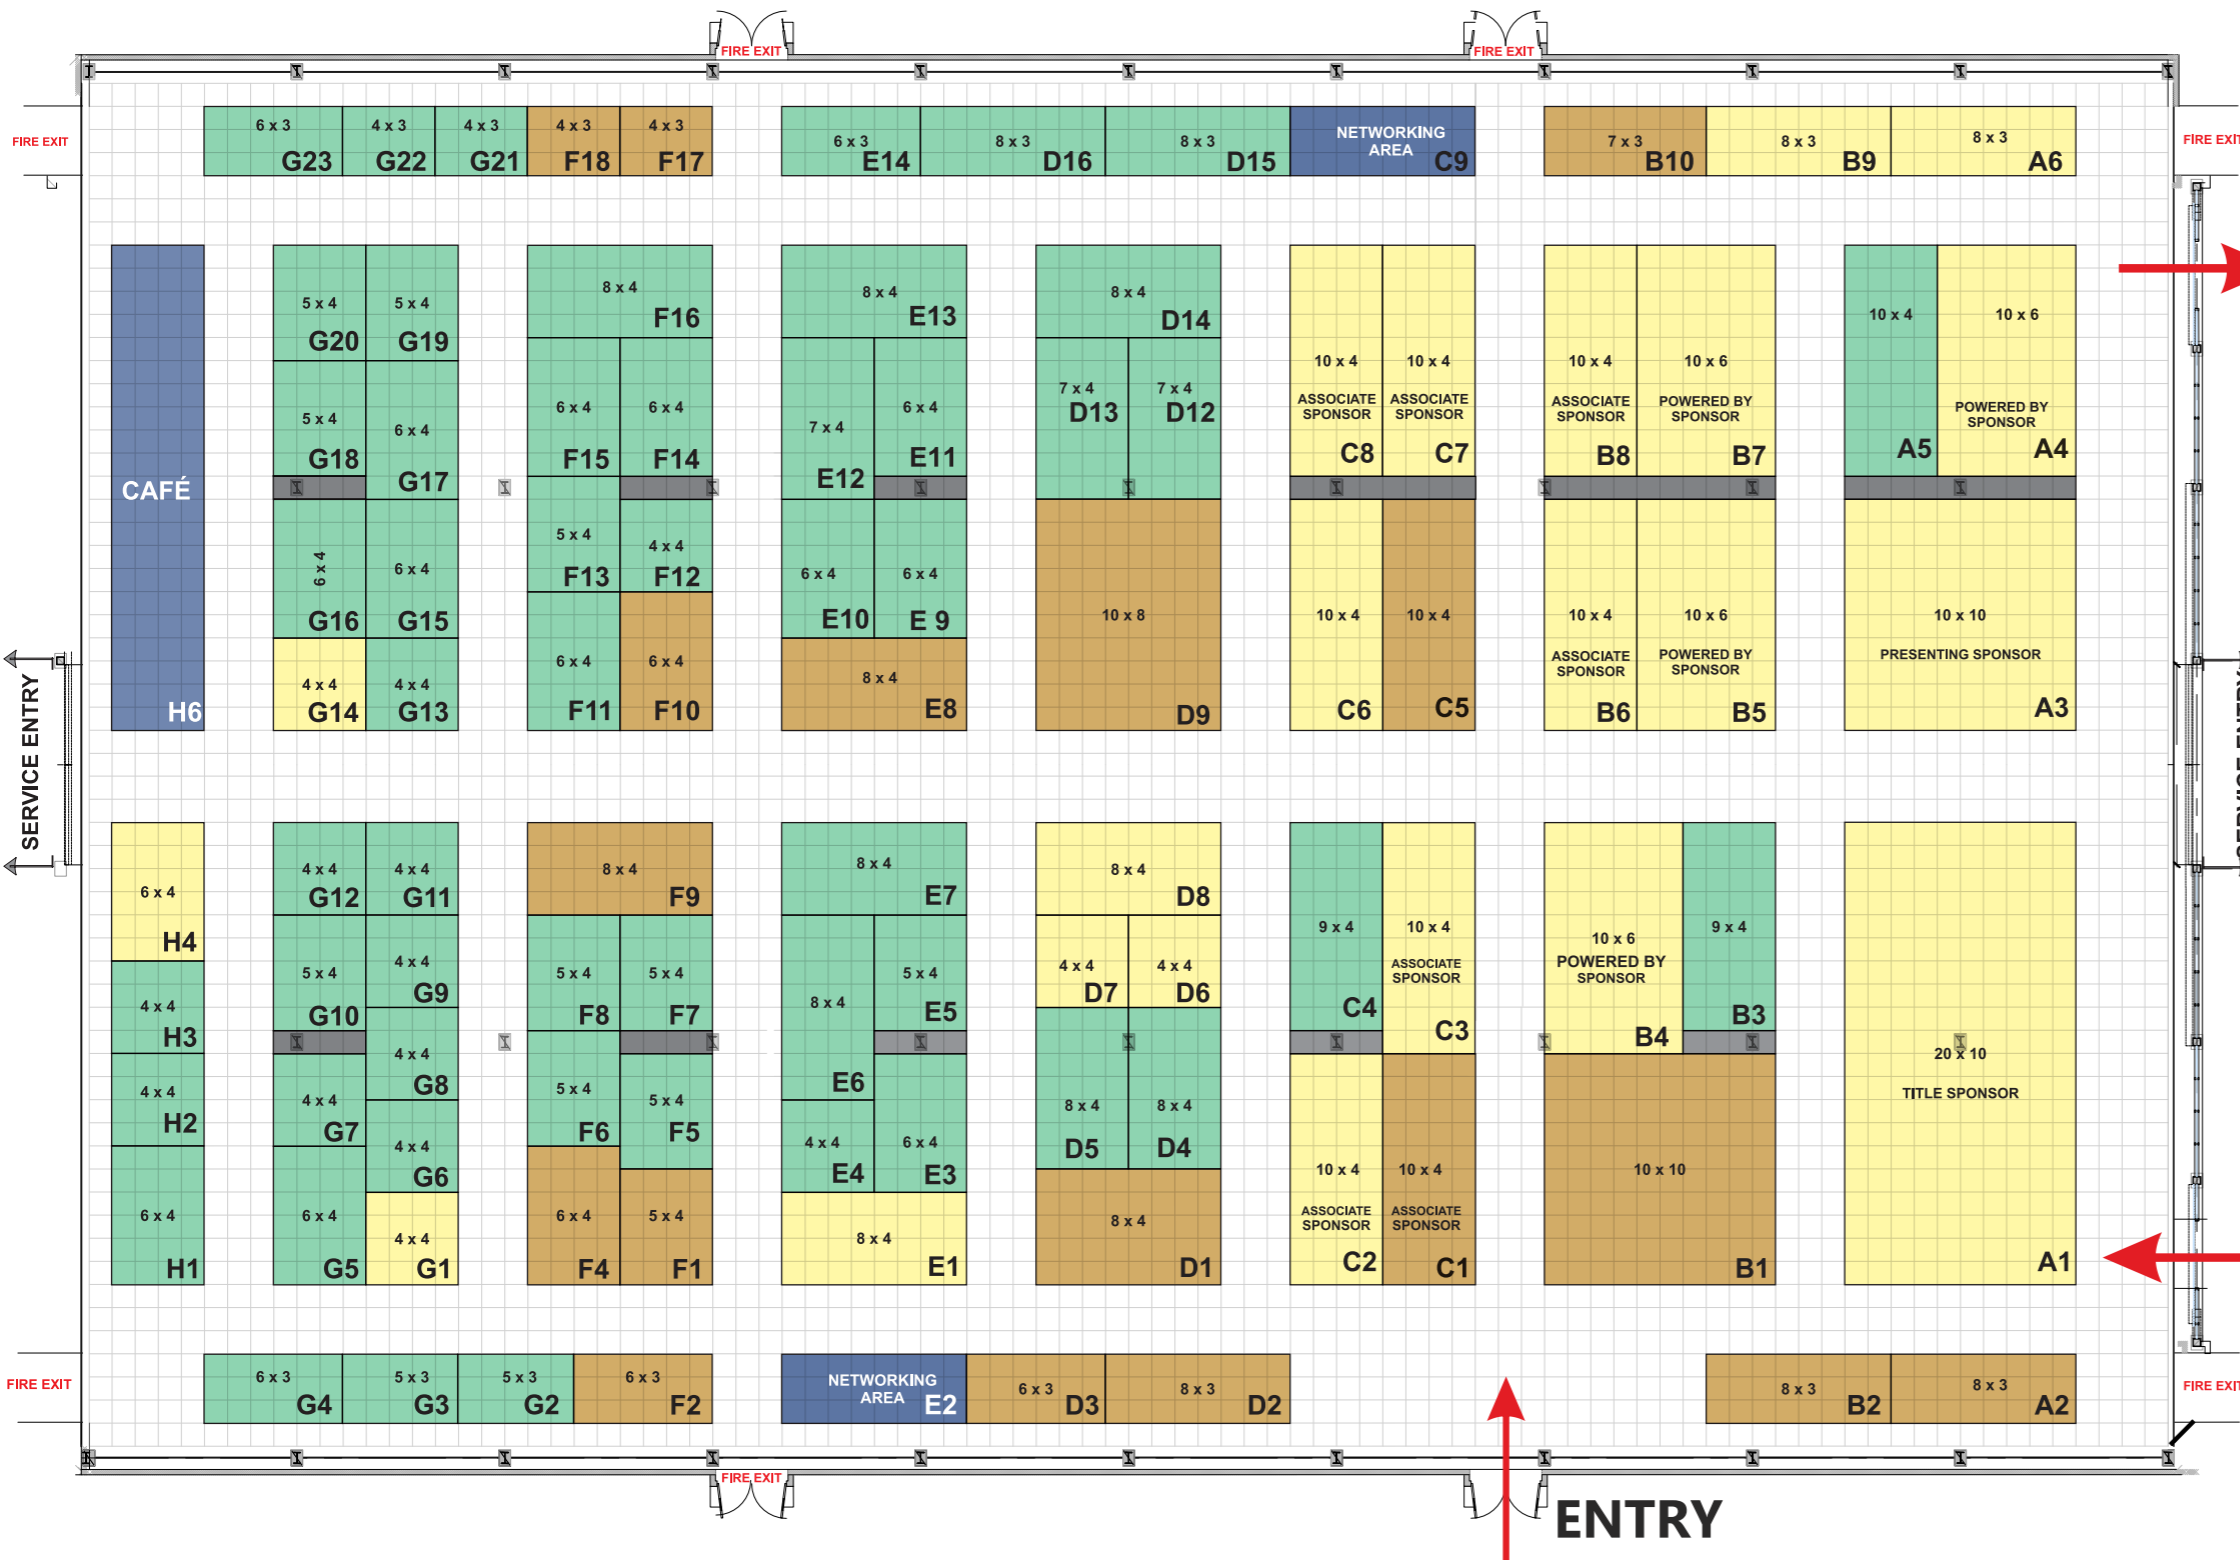 FIRE EXIT
FIRE EXIT
FIRE EXIT
6 x 3
G23
4 x 3
G22
4 x 3
G21
4 x 3
F18
4 x 3
F17
6 x 3
E14
8 x 3
D16
8 x 3
D15
NETWORKING
AREA
C9
7 x 3
B10
8 x 3
B9
8 x 3
A6
FIRE EXIT
CAFÉ
H6
5 x 4
G20
5 x 4
G19
5 x 4
G18
6 x 4
G17
6 x 4
G16
6 x 4
G15
4 x 4
G14
4 x 4
G13
8 x 4
F16
6 x 4
F15
6 x 4
F14
5 x 4
F13
4 x 4
F12
6 x 4
F11
6 x 4
F10
8 x 4
E13
7 x 4
E12
6 x 4
E11
6 x 4
E10
6 x 4
E 9
8 x 4
E8
8 x 4
D14
7 x 4
D13
7 x 4
D12
10 x 8
D9
10 x 4
ASSOCIATE
SPONSOR
C8
10 x 4
ASSOCIATE
SPONSOR
C7
10 x 4
C6
10 x 4
C5
10 x 4
ASSOCIATE
SPONSOR
B8
10 x 6
POWERED BY
SPONSOR
B7
10 x 4
ASSOCIATE
SPONSOR
B6
10 x 6
POWERED BY
SPONSOR
B5
10 x 4
A5
10 x 6
POWERED BY
SPONSOR
A4
10 x 10
PRESENTING SPONSOR
A3
SERVICE ENTRY
SERVICE ENTRY
6 x 4
H4
4 x 4
H3
4 x 4
H2
6 x 4
H1
4 x 4
G12
4 x 4
G11
5 x 4
G10
4 x 4
G9
4 x 4
G8
4 x 4
G7
4 x 4
G6
6 x 4
G5
4 x 4
G1
8 x 4
F9
5 x 4
F8
5 x 4
F7
5 x 4
F6
5 x 4
F5
6 x 4
F4
5 x 4
F1
8 x 4
E7
8 x 4
E6
5 x 4
E5
4 x 4
E4
6 x 4
E3
8 x 4
E1
8 x 4
D8
4 x 4
D7
4 x 4
D6
8 x 4
D5
8 x 4
D4
8 x 4
D1
9 x 4
C4
10 x 4
ASSOCIATE
SPONSOR
C3
10 x 4
ASSOCIATE
SPONSOR
C2
10 x 4
ASSOCIATE
SPONSOR
C1
10 x 6
POWERED BY
SPONSOR
B4
9 x 4
B3
10 x 10
B1
20 x 10
TITLE SPONSOR
A1
FIRE EXIT
6 x 3
G4
5 x 3
G3
5 x 3
G2
6 x 3
F2
NETWORKING
AREA
E2
6 x 3
D3
8 x 3
D2
8 x 3
B2
8 x 3
A2
FIRE EXIT
FIRE EXIT
ENTRY